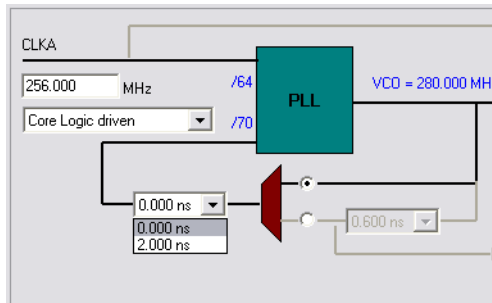 CLKA
256.000 MHz /64 PLL VCO = 280.000 MH
Core Logic driven /70
0.000 ns
0.000 ns
2.000 ns
0.600 ns